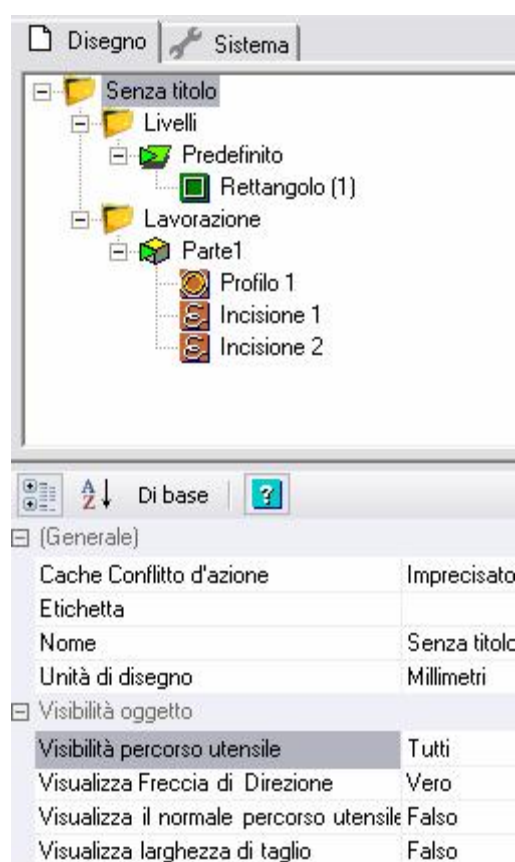 Disegno Sistema
Senza titolo
Livelli
Predefinito
Rettangolo (1)
Lavorazione
Parte1
Profilo 1
Incisione 1
Incisione 2
Di base
(Generale)
Cache Conflitto d'azione Imprecisato
Etichetta
Nome Senza titolo
Unità di disegno Millimetri
Visibilità oggetto
Visibilità percorso utensile Tutti
Visualizza Freccia di Direzione Vero
Visualizza il normale percorso utensile Falso
Visualizza larghezza di taglio Falso